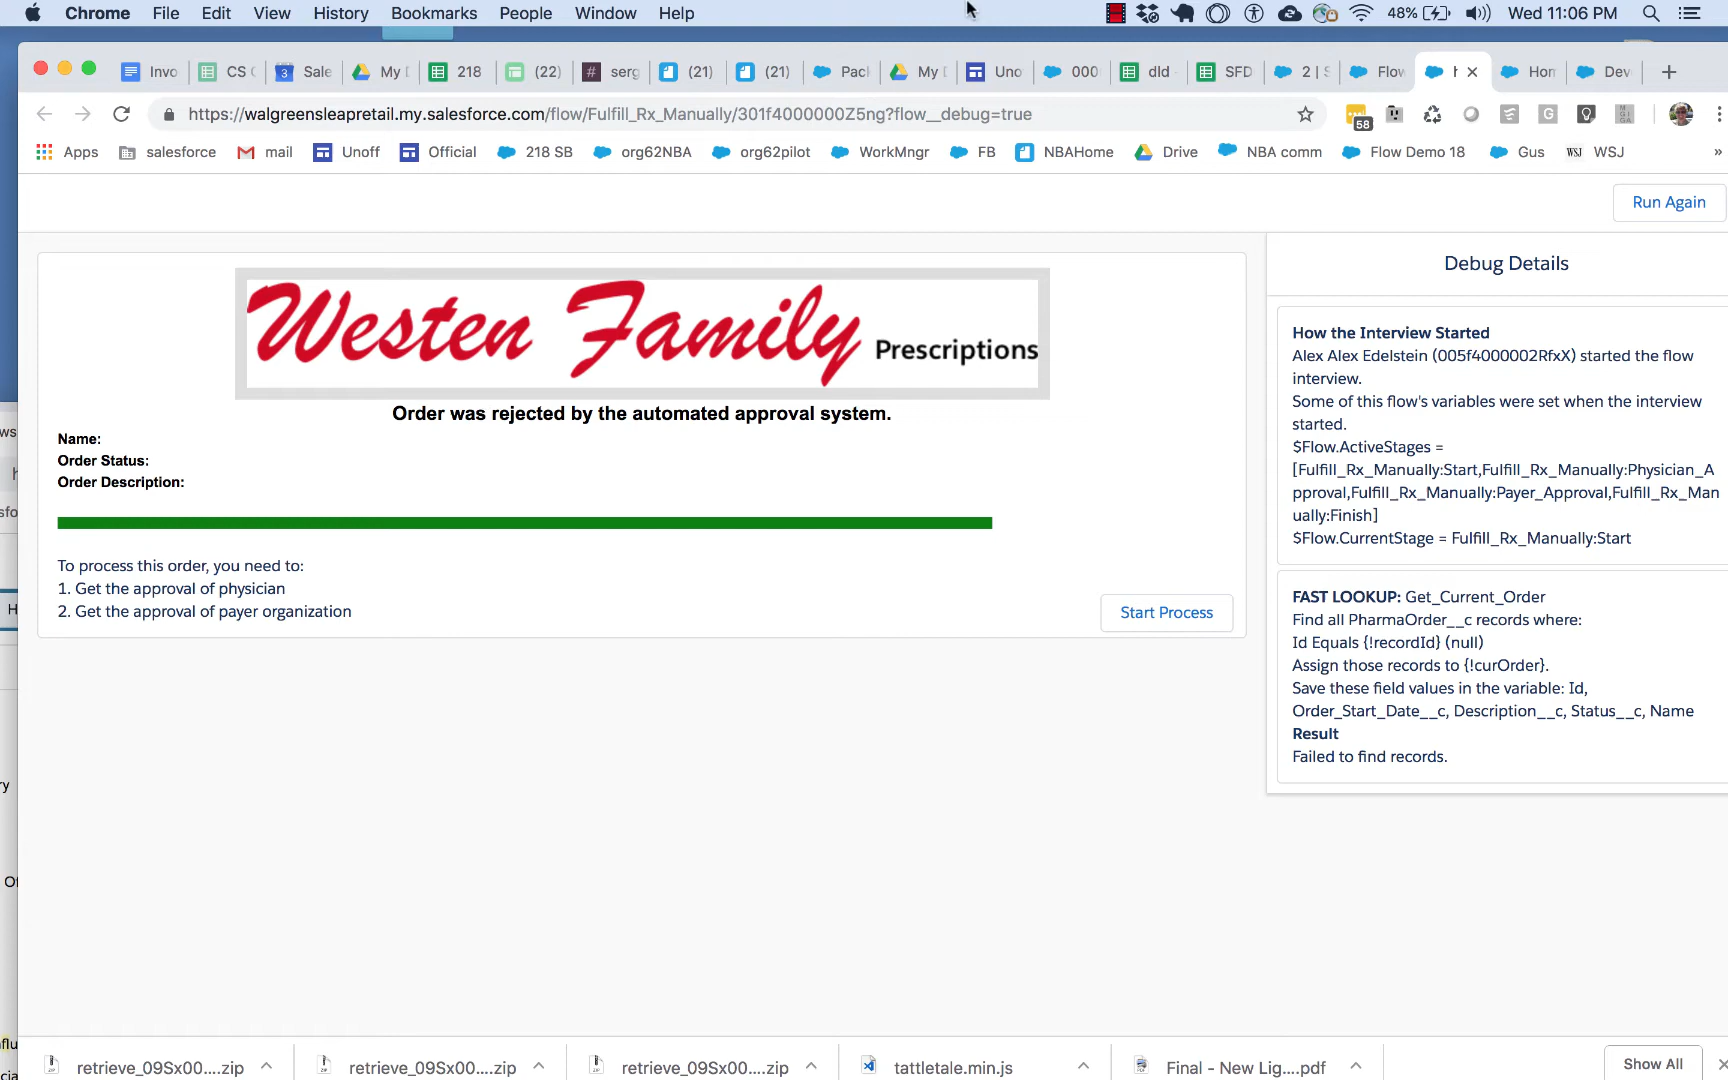 Chrome File Edit View History Bookmarks People Window Help 48% Wed 11:06 PM
Invo CS Sale My 218 (22) serg (21) (21) Pack My Uno 000 dld SFD 2 | S Flow Hom Dev
https://walgreensleapretail.my.salesforce.com/flow/Fulfill_Rx_Manually/301f4000000Z5ng?flow__debug=true 58
Apps salesforce mail Unoff Official 218 SB org62NBA org62pilot WorkMngr FB NBAHome Drive NBA comm Flow Demo 18 Gus WSJ WSJ »
Run Again
Westen Family Prescriptions
Order was rejected by the automated approval system.
Name:
Order Status:
Order Description:
To process this order, you need to:
1. Get the approval of physician
2. Get the approval of payer organization
Start Process
Debug Details
How the Interview Started
Alex Alex Edelstein (005f4000002RfxX) started the flow
interview.
Some of this flow's variables were set when the interview
started.
$Flow.ActiveStages =
[Fulfill_Rx_Manually:Start,Fulfill_Rx_Manually:Physician_A
pproval,Fulfill_Rx_Manually:Payer_Approval,Fulfill_Rx_Man
ually:Finish]
$Flow.CurrentStage = Fulfill_Rx_Manually:Start
FAST LOOKUP: Get_Current_Order
Find all PharmaOrder__c records where:
Id Equals {!recordId} (null)
Assign those records to {!curOrder}.
Save these field values in the variable: Id,
Order_Start_Date__c, Description__c, Status__c, Name
Result
Failed to find records.
retrieve_09Sx00....zip retrieve_09Sx00....zip retrieve_09Sx00....zip tattletale.min.js Final - New Lig....pdf Show All